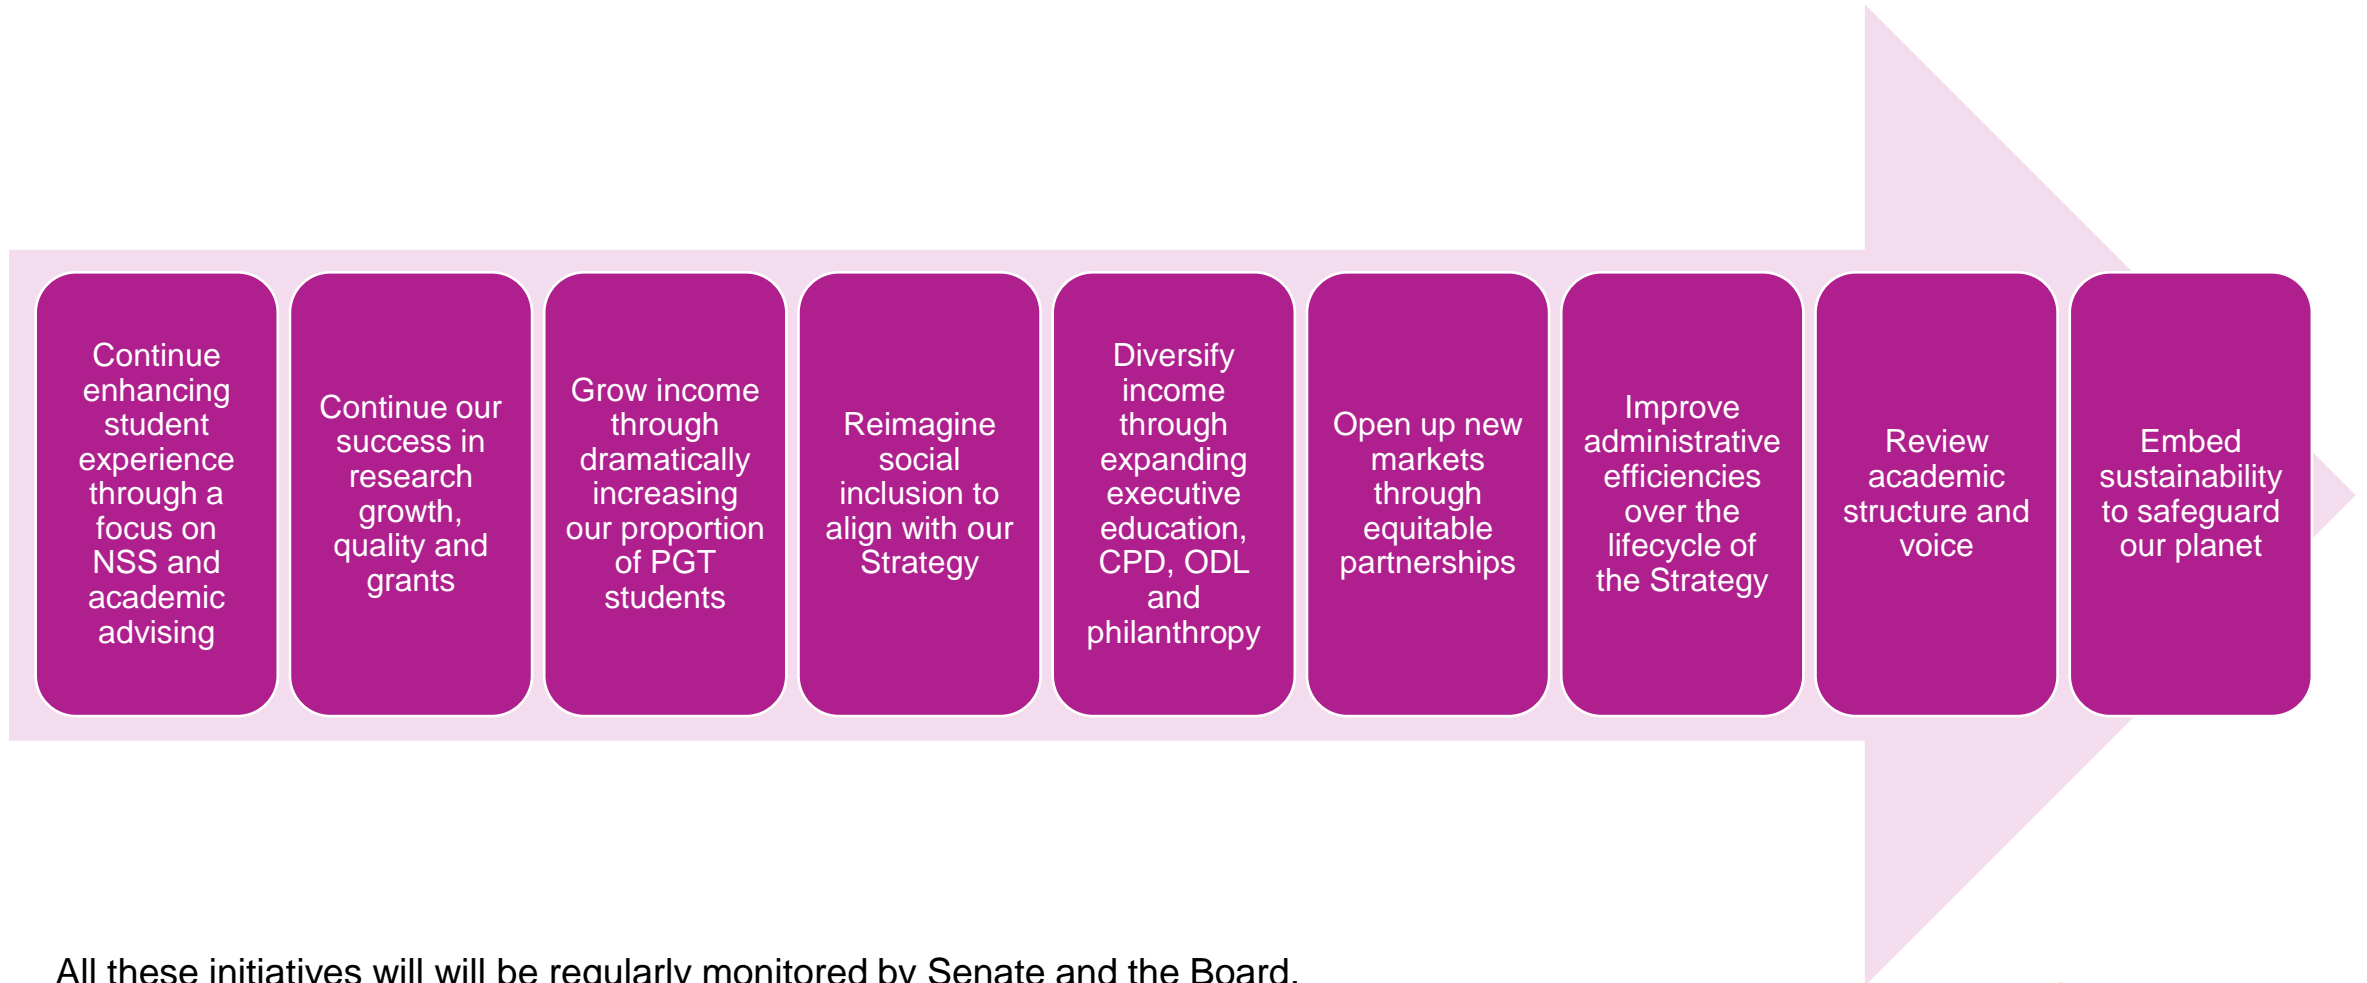 Continue
enhancing
student
experience
through a
focus on
NSS and
academic
advising
Continue our
success in
research
growth,
quality and
grants
Grow income
through
dramatically
increasing
our proportion
of PGT
students
Reimagine
social
inclusion to
align with our
Strategy
Diversify
income
through
expanding
executive
education,
CPD, ODL
and
philanthropy
Open up new
markets
through
equitable
partnerships
Improve
administrative
efficiencies
over the
lifecycle of
the Strategy
Review
academic
structure and
voice
Embed
sustainability
to safeguard
our planet
All these initiatives will will be regularly monitored by Senate and the Board.